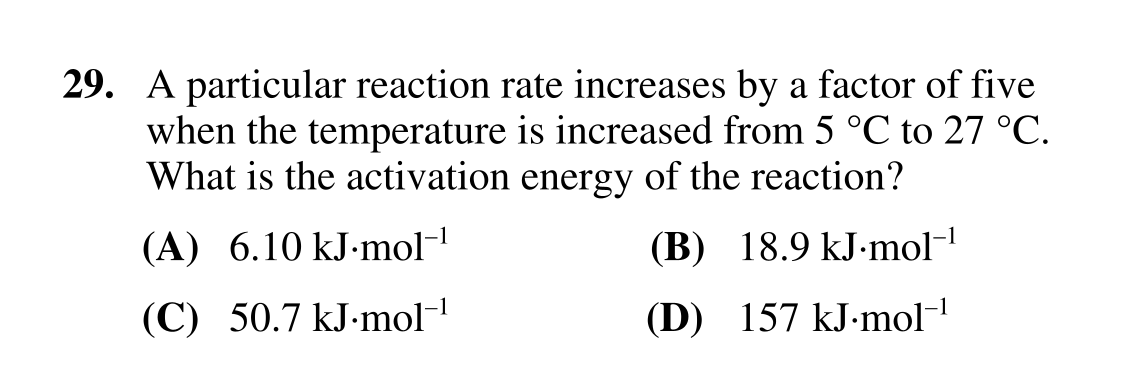 29. A particular reaction rate increases by a factor of five
when the temperature is increased from 5 °C to 27 °C.
What is the activation energy of the reaction?
(A) 6.10 kJ·mol⁻¹ (B) 18.9 kJ·mol⁻¹
(C) 50.7 kJ·mol⁻¹ (D) 157 kJ·mol⁻¹